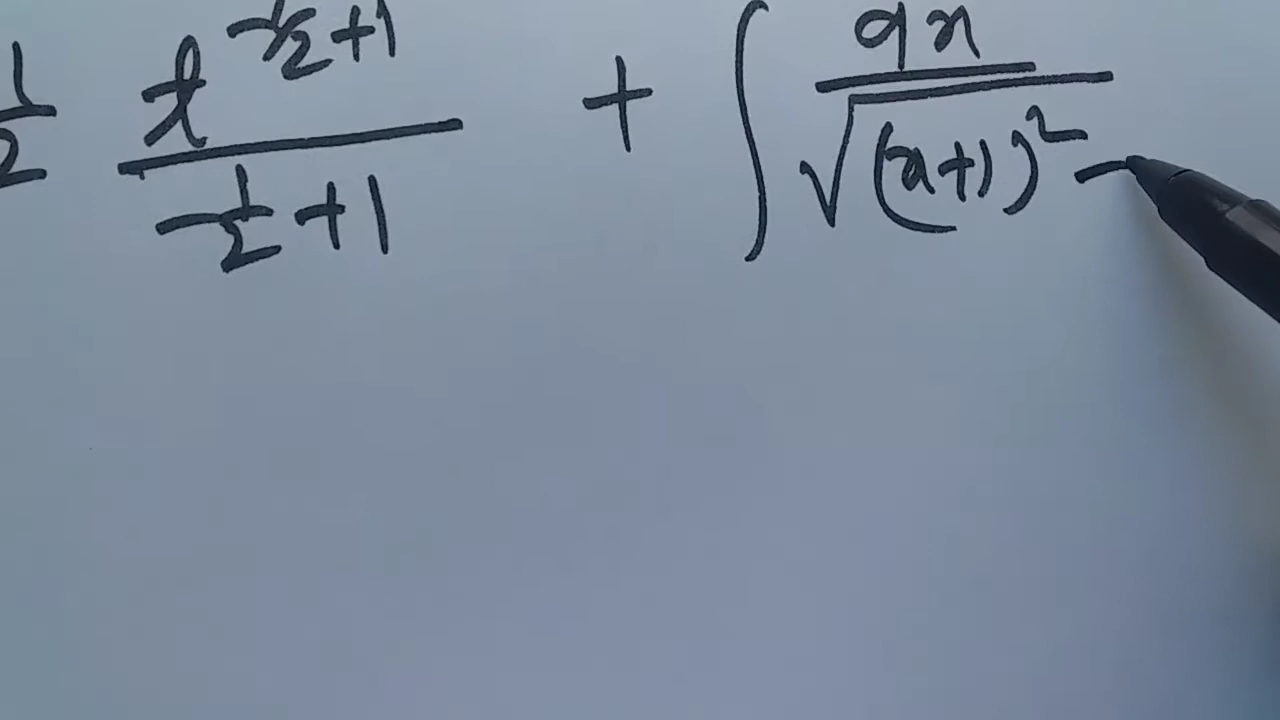 1/2 t^(-1/2+1)/(-1/2+1) + ∫ dx/√((x+1)² -